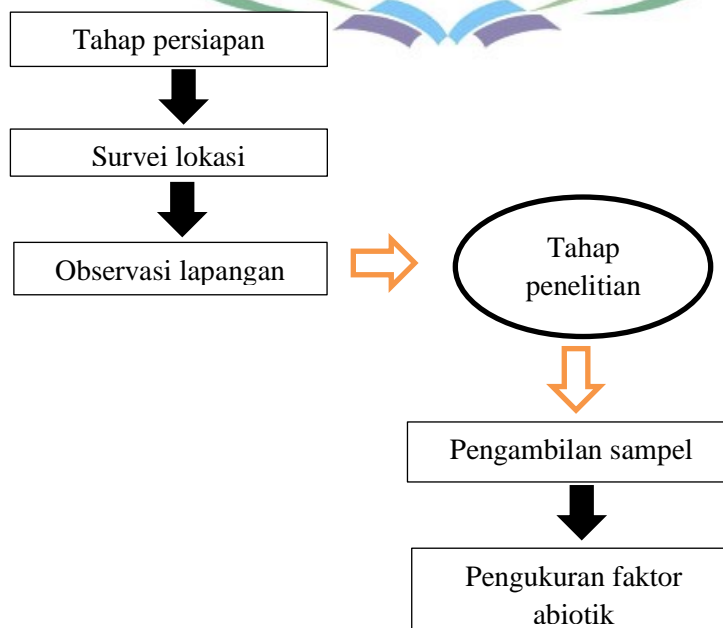 Tahap persiapan
Survei lokasi
Observasi lapangan
Tahap
penelitian
Pengambilan sampel
Pengukuran faktor
abiotik